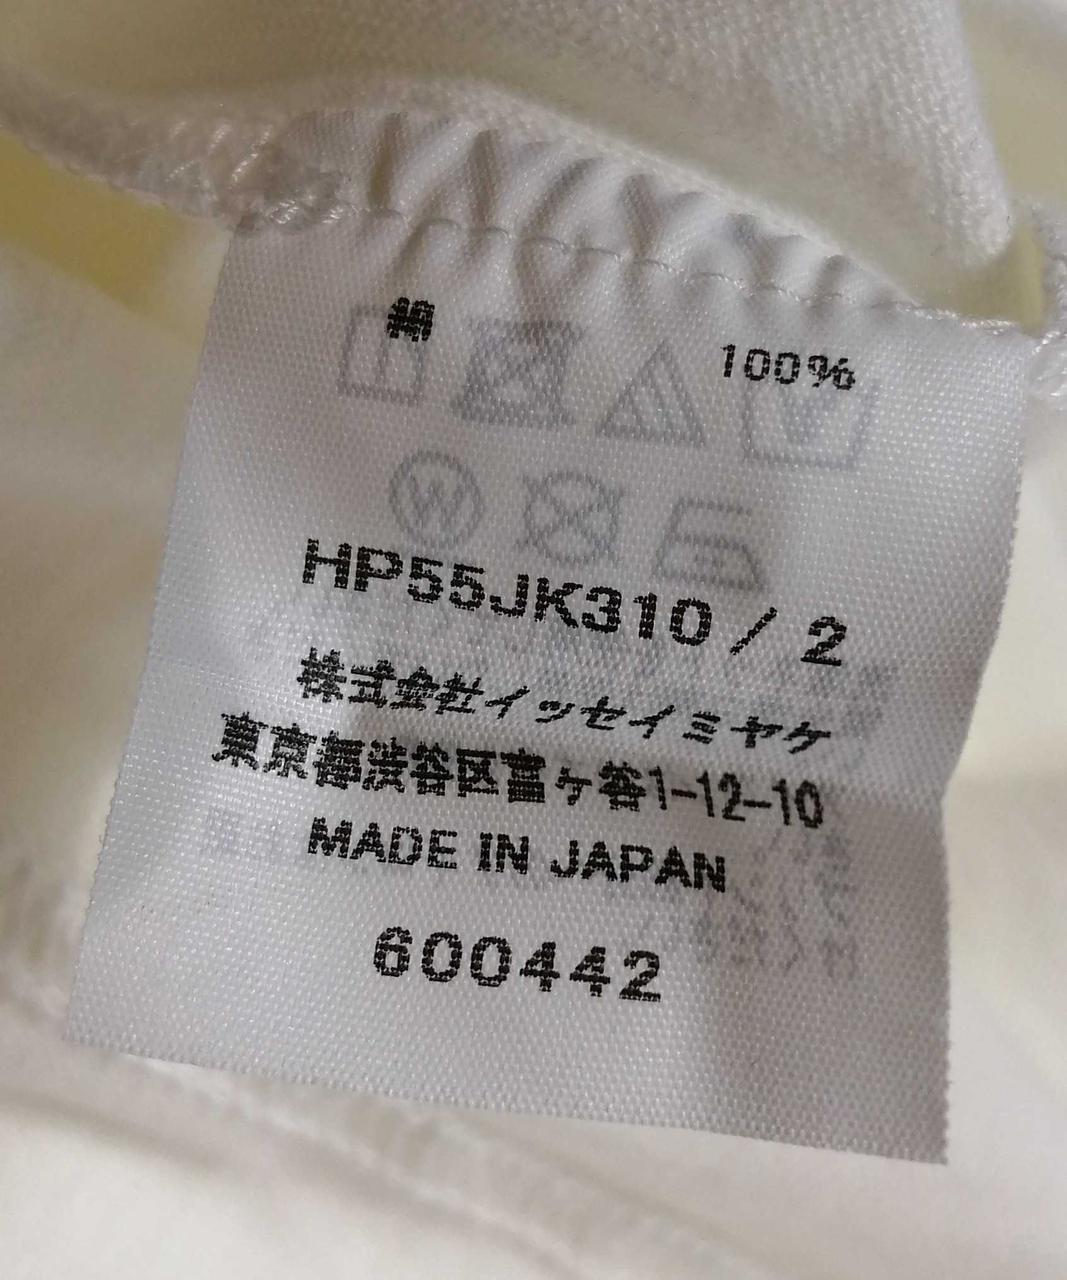 綿 100%
HP55JK310 / 2
株式会社イッセイミヤケ
東京都渋谷区富ヶ谷1-12-10
MADE IN JAPAN
600442